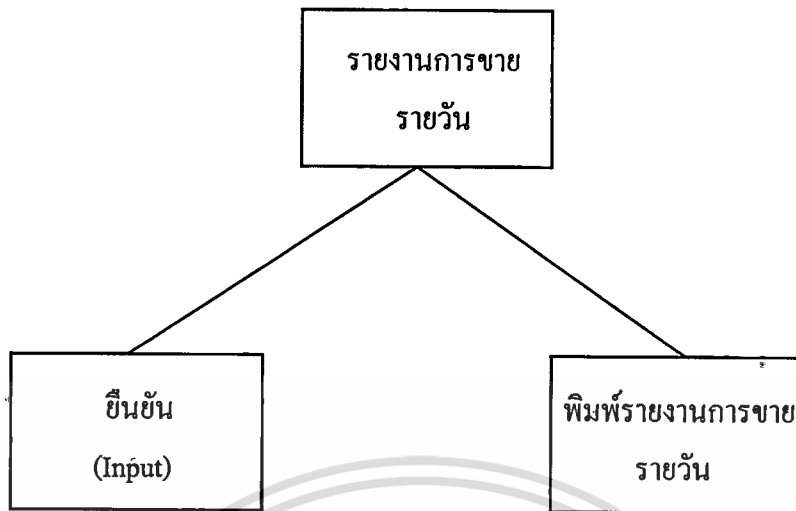 รายงานการขาย
รายวัน
ยืนยัน
(Input)
พิมพ์รายงานการขาย
รายวัน